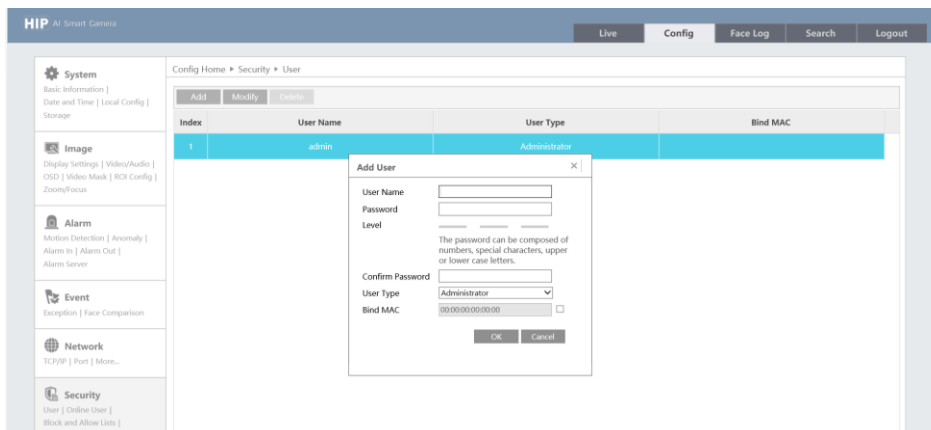 HIP AI Smart Camera
Live Config Face Log Search Logout
System
Basic Information |
Date and Time | Local Config |
Storage
Image
Display Settings | Video/Audio |
OSD | Video Mask | ROI Config |
Zoom/Focus
Alarm
Motion Detection | Anomaly |
Alarm In | Alarm Out |
Alarm Server
Event
Exception | Face Comparison
Network
TCP/IP | Port | More...
Security
User | Online User |
Block and Allow Lists |
Config Home ▸ Security ▸ User
Add Modify Delete
Index User Name User Type Bind MAC
1 admin Administrator
Add User ×
User Name
Password
Level
The password can be composed of
numbers, special characters, upper
or lower case letters.
Confirm Password
User Type Administrator
Bind MAC 00:00:00:00:00:00
OK Cancel